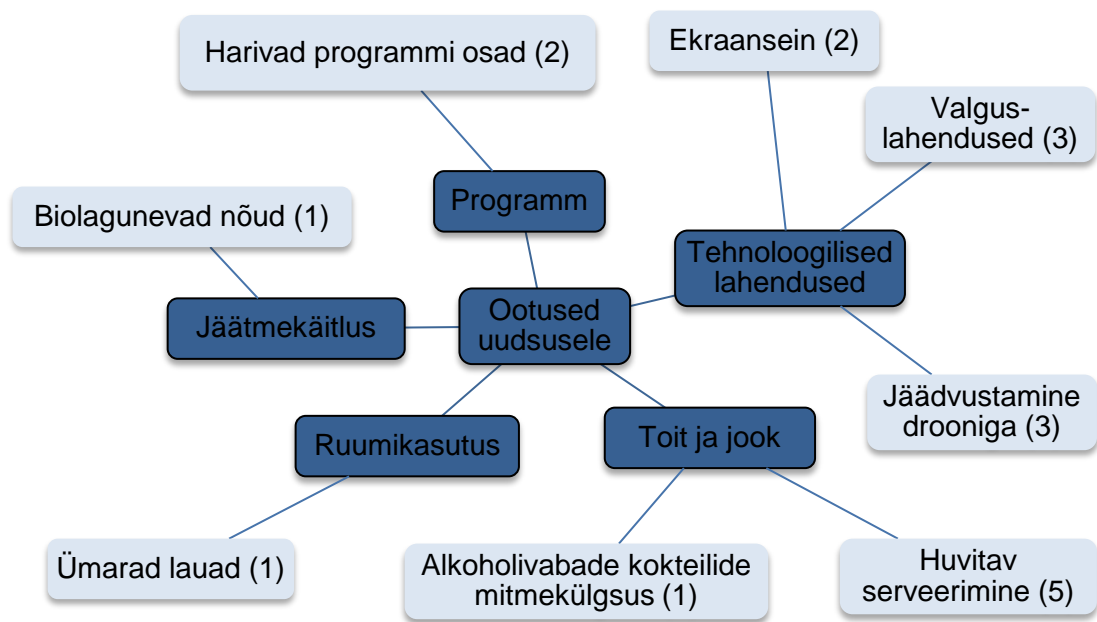 Harivad programmi osad (2)
Ekraansein (2)
Valgus-
lahendused (3)
Programm
Biolagunevad nõud (1)
Tehnoloogilised
lahendused
Jäätmekäitlus
Ootused
uudsusele
Jäädvustamine
drooniga (3)
Ruumikasutus
Toit ja jook
Ümarad lauad (1)
Alkoholivabade kokteilide
mitmekülgsus (1)
Huvitav
serveerimine (5)